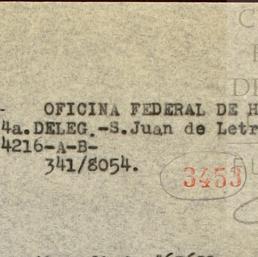 - OFICINA FEDERAL DE H
4a.DELEG.-S.Juan de Letr
4216-A-B-
341/8054.
3453